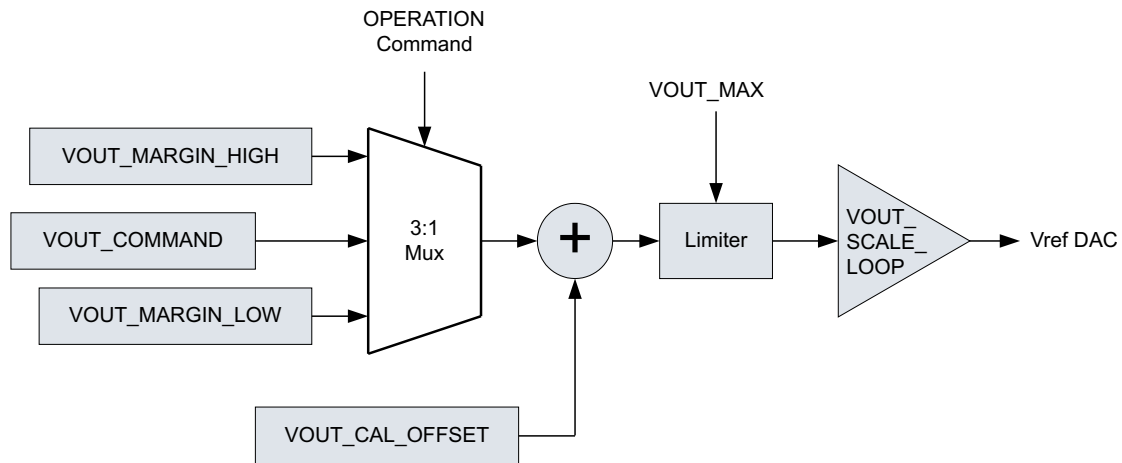 OPERATION
Command
VOUT_MAX
VOUT_MARGIN_HIGH
VOUT_COMMAND
VOUT_MARGIN_LOW
3:1
Mux
+
Limiter
VOUT_
SCALE_
LOOP
Vref DAC
VOUT_CAL_OFFSET